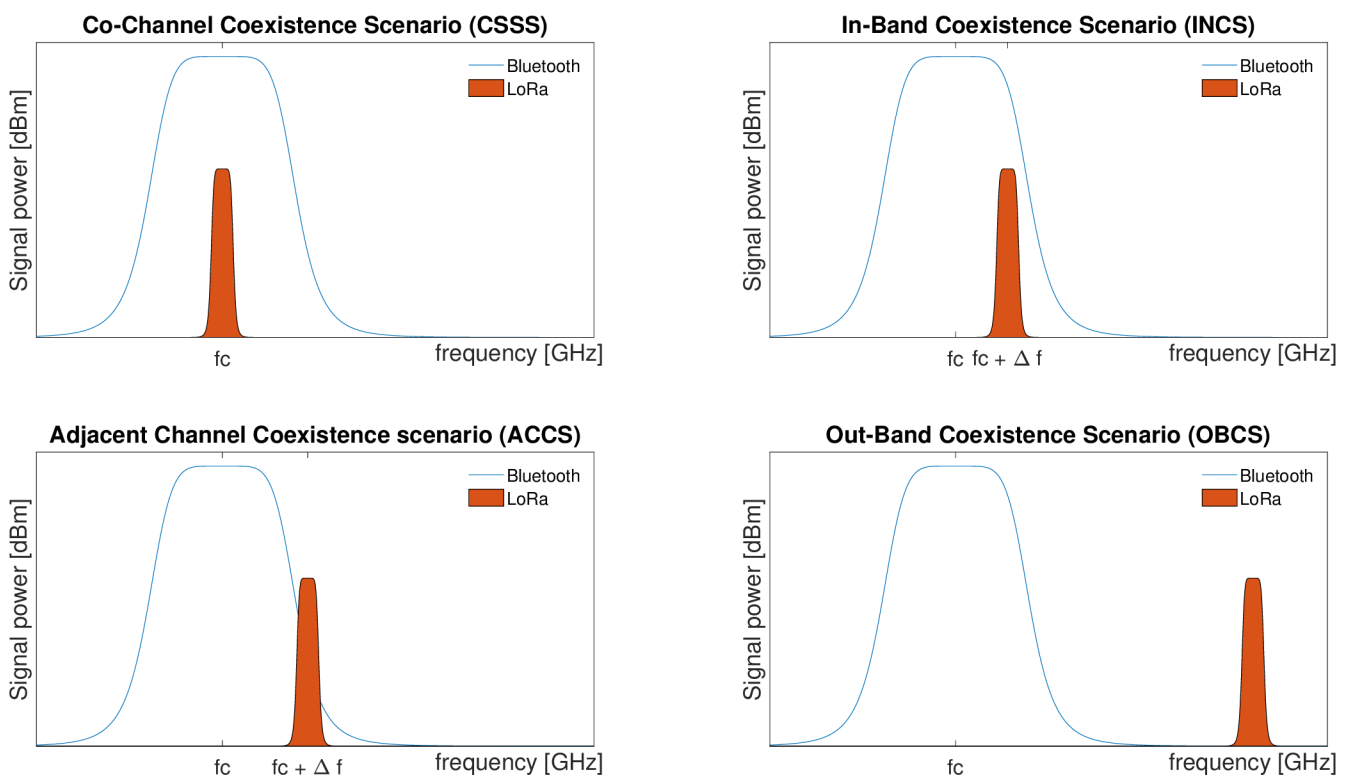 Co-Channel Coexistence Scenario (CSSS)
Signal power [dBm]
Bluetooth
LoRa
fc
frequency [GHz]
In-Band Coexistence Scenario (INCS)
Signal power [dBm]
Bluetooth
LoRa
fc fc + Δ f
frequency [GHz]
Adjacent Channel Coexistence scenario (ACCS)
Signal power [dBm]
Bluetooth
LoRa
fc fc + Δ f
frequency [GHz]
Out-Band Coexistence Scenario (OBCS)
Signal power [dBm]
Bluetooth
LoRa
fc
frequency [GHz]